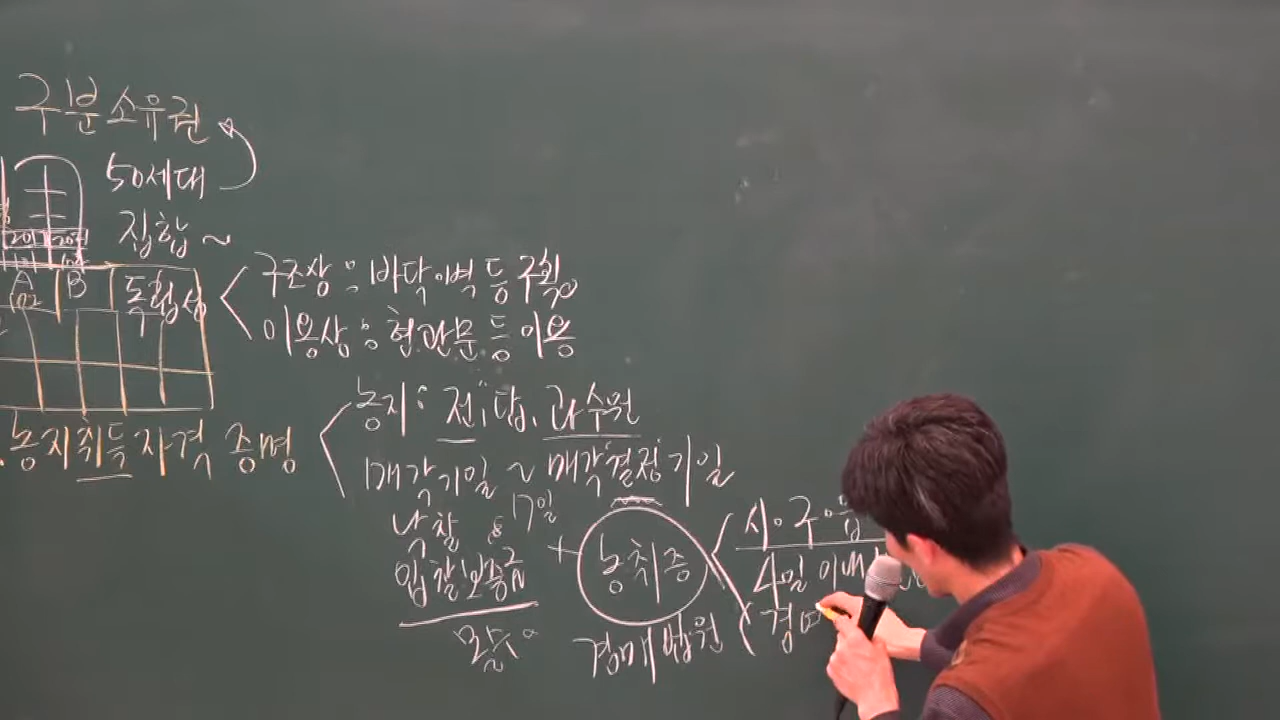 구분소유권
50세대
집합 ~
A
B
독립성
구조상 : 바닥, 벽 등 구획
이용상 : 현관문 등 이용
농지취득자격 증명
농지 : 전, 답, 과수원
매각기일 ~ 매각결정기일
낙찰 7일
입찰보증금
몰수
+ 농취증
경매법원
시·구·읍
4일 이내
경매